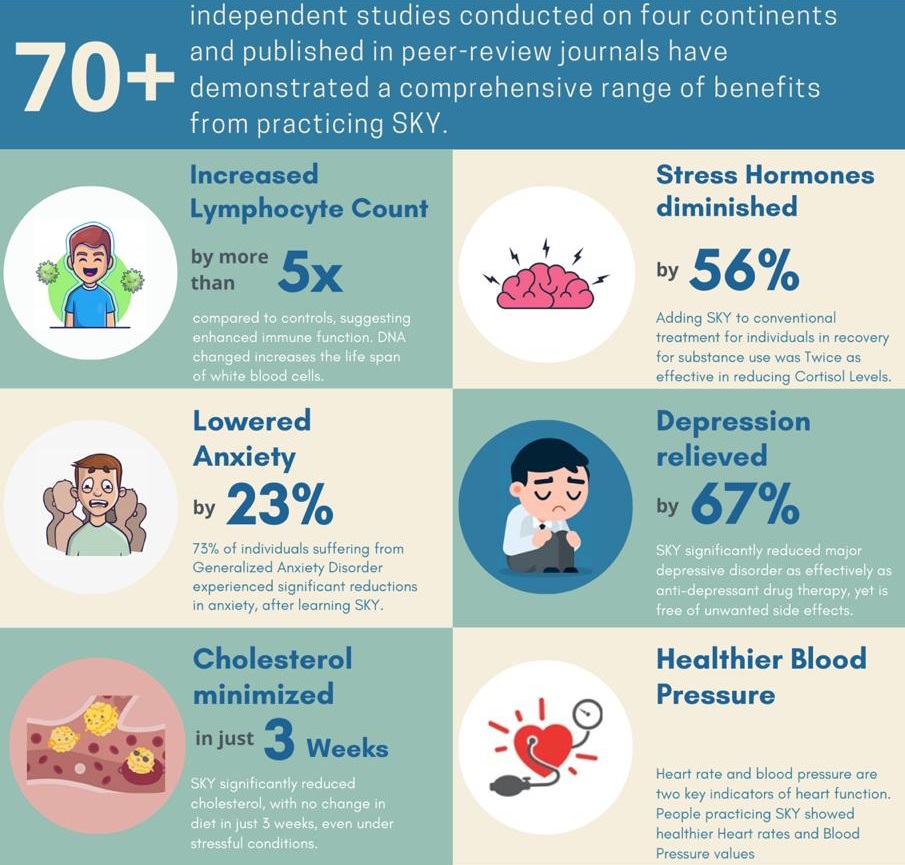 70+
independent studies conducted on four continents
and published in peer-review journals have
demonstrated a comprehensive range of benefits
from practicing SKY.
Increased
Lymphocyte Count
by more
than 5x
compared to controls, suggesting
enhanced immune function. DNA
changed increases the life span
of white blood cells.
Stress Hormones
diminished
by 56%
Adding SKY to conventional
treatment for individuals in recovery
for substance use was Twice as
effective in reducing Cortisol Levels.
Lowered
Anxiety
by 23%
73% of individuals suffering from
Generalized Anxiety Disorder
experienced significant reductions
in anxiety, after learning SKY.
Depression
relieved
by 67%
SKY significantly reduced major
depressive disorder as effectively as
anti-depressant drug therapy, yet is
free of unwanted side effects.
Cholesterol
minimized
in just 3 Weeks
SKY significantly reduced
cholesterol, with no change in
diet in just 3 weeks, even under
stressful conditions.
Healthier Blood
Pressure
Heart rate and blood pressure are
two key indicators of heart function.
People practicing SKY showed
healthier Heart rates and Blood
Pressure values